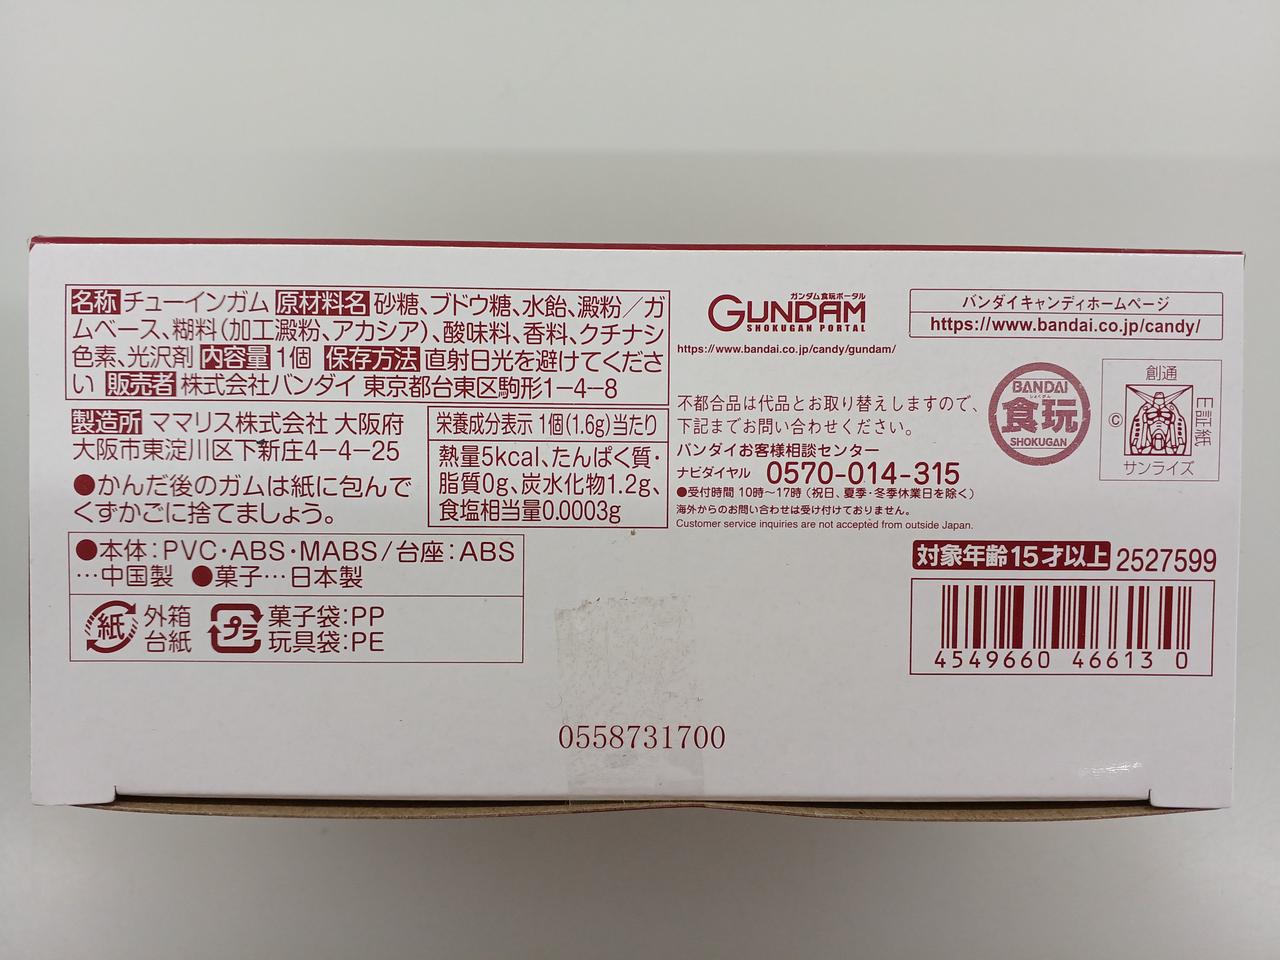 名称 チューインガム 原材料名 砂糖、ブドウ糖、水飴、澱粉／ガ
ムベース、糊料(加工澱粉、アカシア)、酸味料、香料、クチナシ
色素、光沢剤 内容量 1個 保存方法 直射日光を避けてくださ
い 販売者 株式会社バンダイ 東京都台東区駒形1−4−8
製造所 ママリス株式会社 大阪府
大阪市東淀川区下新庄4−4−25
●かんだ後のガムは紙に包んで
くずかごに捨てましょう。
栄養成分表示 1個(1.6g)当たり
熱量5kcal、たんぱく質・
脂質0g、炭水化物1.2g、
食塩相当量0.0003g
●本体：PVC・ABS・MABS/台座：ABS
…中国製 ●菓子…日本製
紙 外箱
台紙
プラ 菓子袋：PP
玩具袋：PE
ガンダム食玩ポータル
GUNDAM
SHOKUGAN PORTAL
https://www.bandai.co.jp/candy/gundam/
バンダイキャンディホームページ
https://www.bandai.co.jp/candy/
不都合品は代品とお取り替えしますので、
下記までお問い合わせください。
バンダイお客様相談センター
ナビダイヤル 0570-014-315
●受付時間 10時〜17時 (祝日、夏季・冬季休業日を除く)
海外からのお問い合わせは受け付けておりません。
Customer service inquiries are not accepted from outside Japan.
BANDAI
しょくがん
食玩
SHOKUGAN
創通
©
サンライズ
E証紙
対象年齢15才以上 2527599
4549660 46613 0
0558731700